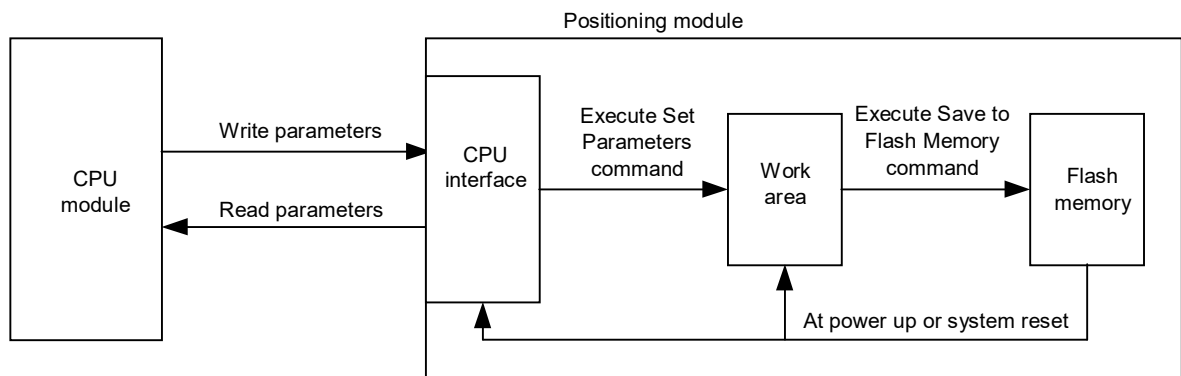 Positioning module
Write parameters
Read parameters
CPU
module
CPU
interface
Execute Set
Parameters
command
Work
area
Execute Save to
Flash Memory
command
Flash
memory
At power up or system reset